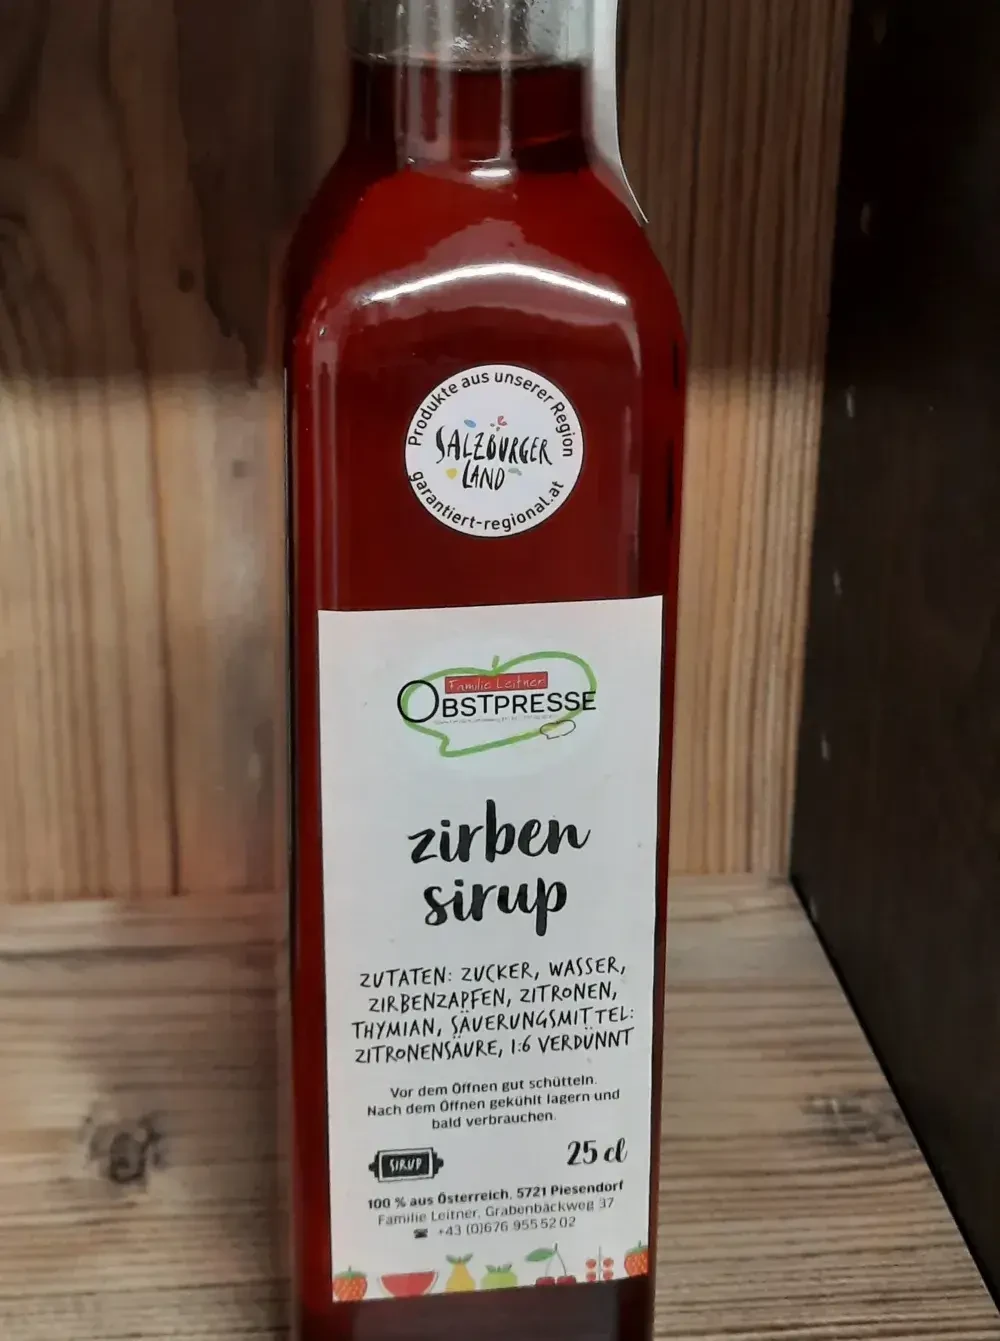 Produkte aus unserer Region
SALZBURGER
LAND
garantiert-regional.at
Familie Leitner
OBSTPRESSE
zirben
sirup
ZUTATEN: ZUCKER, WASSER,
ZIRBENZAPFEN, ZITRONEN,
THYMIAN, SÄUERUNGSMITTEL:
ZITRONENSÄURE, 1:6 VERDÜNNT
Vor dem Öffnen gut schütteln.
Nach dem Öffnen gekühlt lagern und
bald verbrauchen.
SIRUP
25 cl
100 % aus Österreich, 5721 Piesendorf
Familie Leitner, Grabenbäckweg 37
☎ +43 (0)676 955 52 02